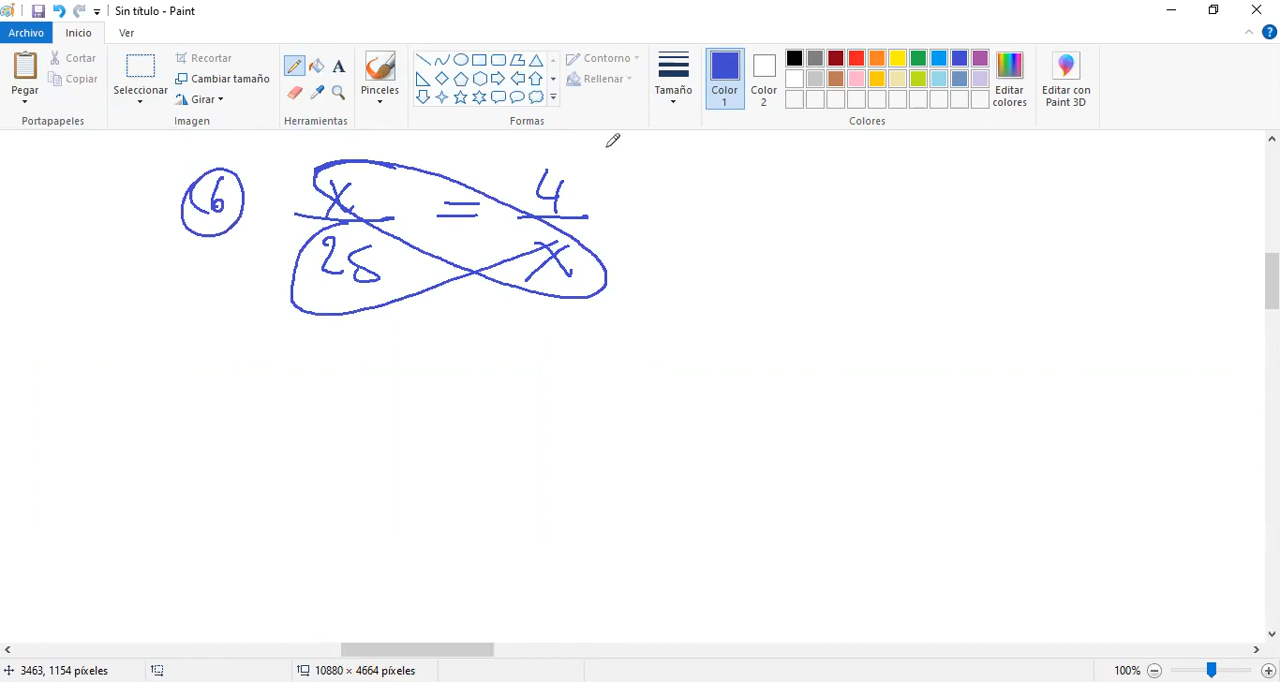 Sin título - Paint
Archivo Inicio Ver
Pegar
Cortar
Copiar
Portapapeles
Seleccionar
Recortar
Cambiar tamaño
Girar
Imagen
A
Herramientas
Pinceles
Contorno
Rellenar
Formas
Tamaño
Color 1
Color 2
Editar colores
Colores
Editar con Paint 3D
6
x = 4
25 x
3463, 1154 píxeles
10880 × 4664 píxeles
100%